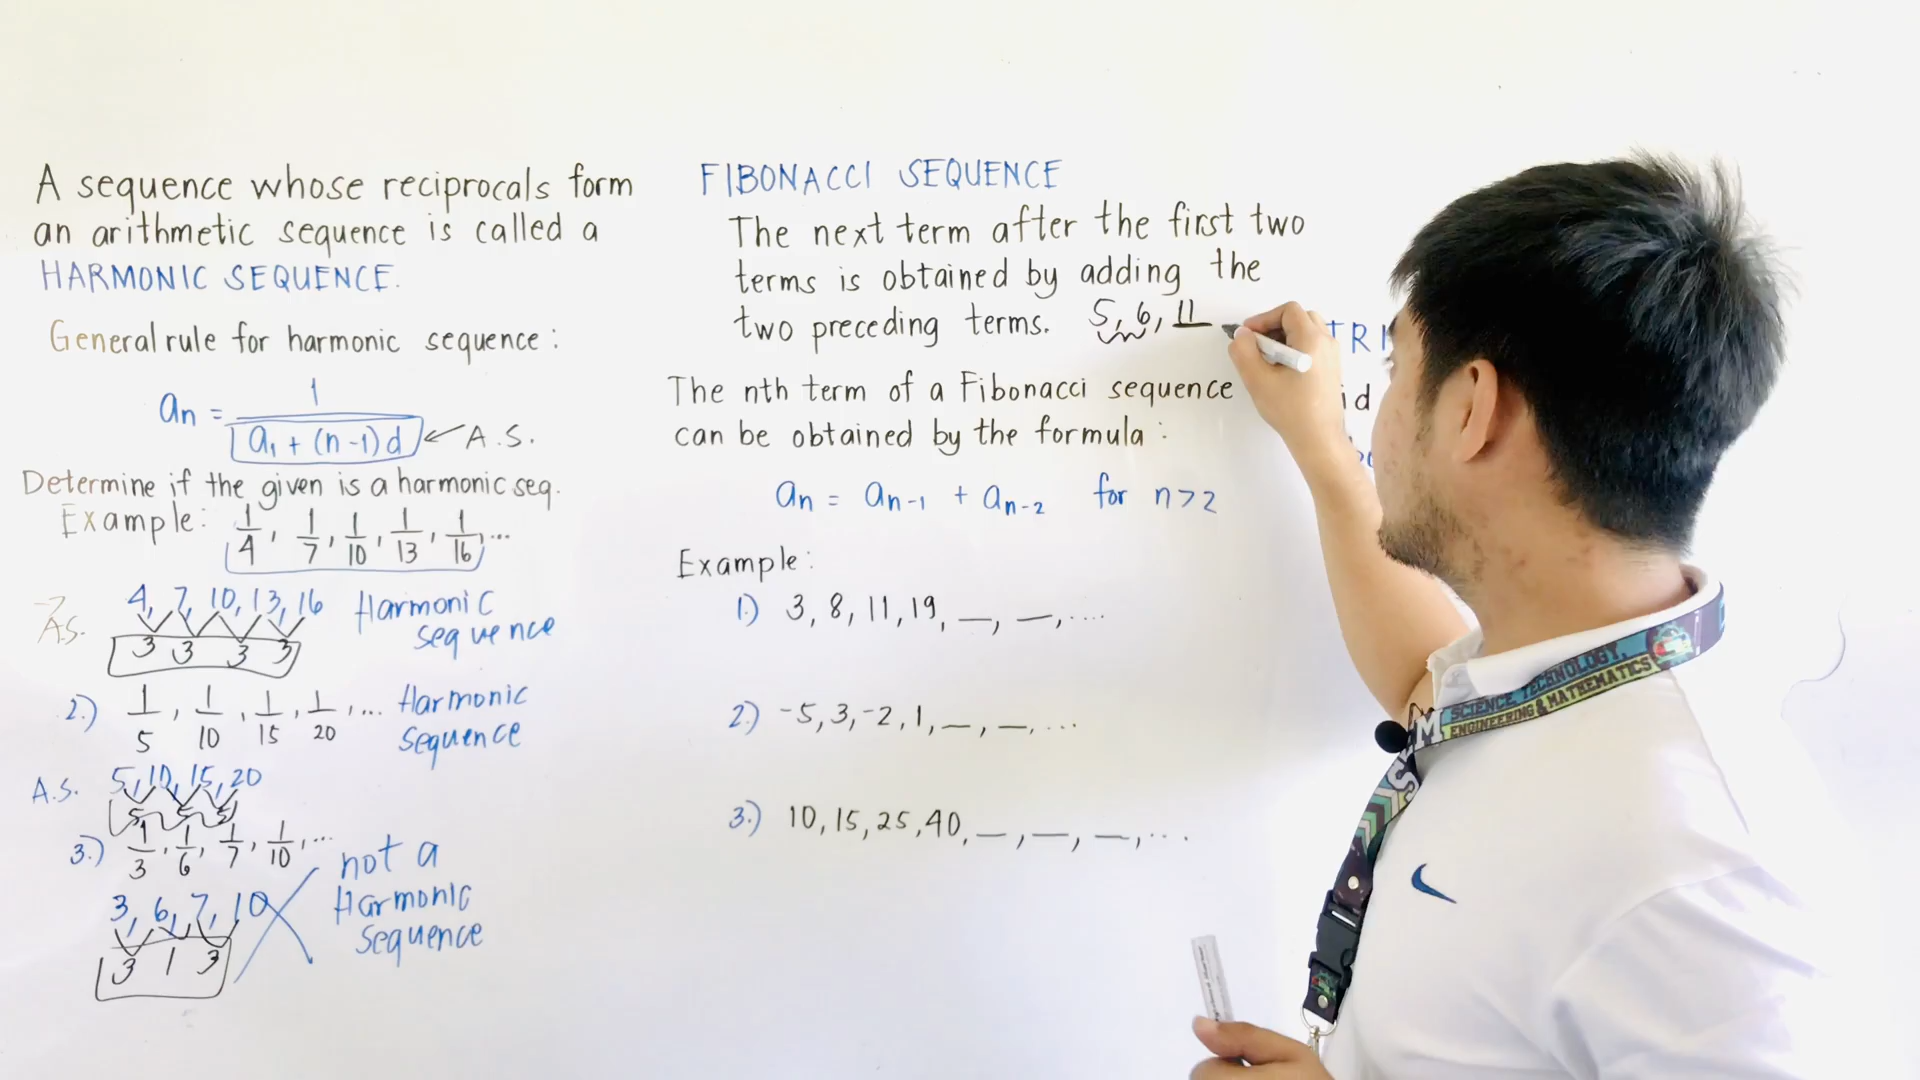 A sequence whose reciprocals form
an arithmetic sequence is called a
HARMONIC SEQUENCE.
General rule for harmonic sequence:
an = 1 / a1 + (n-1)d ← A.S.
Determine if the given is a harmonic seq.
Example: 1/4, 1/7, 1/10, 1/13, 1/16, ...
A.S. 4, 7, 10, 13, 16
3 3 3 3
Harmonic
sequence
2.) 1/5, 1/10, 1/15, 1/20, ...
Harmonic
sequence
A.S. 5, 10, 15, 20
5 5 5
3.) 1/3, 1/6, 1/7, 1/10, ...
3, 6, 7, 10
3 1 3
not a
Harmonic
sequence
FIBONACCI SEQUENCE
The next term after the first two
terms is obtained by adding the
two preceding terms. 5, 6, 11
The nth term of a Fibonacci sequence
can be obtained by the formula:
an = an-1 + an-2 for n>2
Example:
1.) 3, 8, 11, 19, __, __, ....
2.) -5, 3, -2, 1, __, __, ...
3.) 10, 15, 25, 40, __, __, __, ...
SCIENCE, TECHNOLOGY,
ENGINEERING & MATHEMATICS